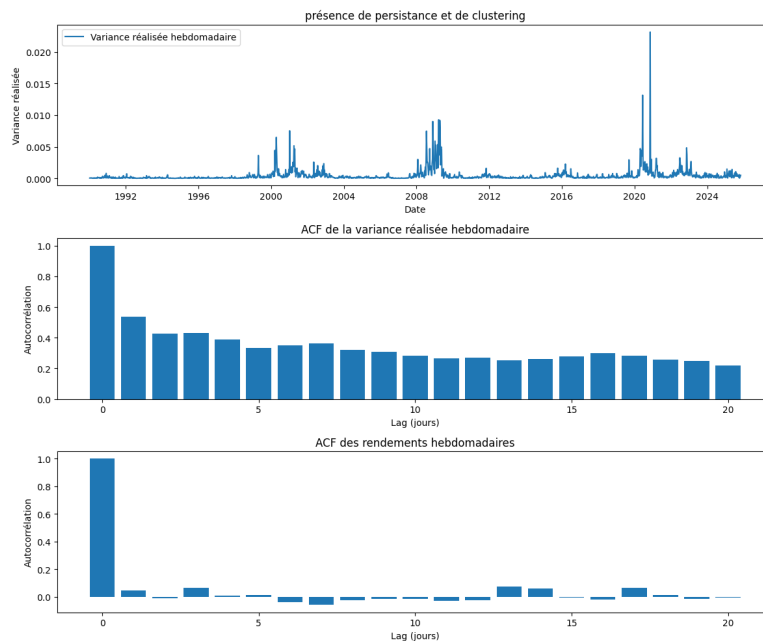 présence de persistance et de clustering
Variance réalisée hebdomadaire
Variance réalisée
0.020
0.015
0.010
0.005
0.000
1992 1996 2000 2004 2008 2012 2016 2020 2024
Date
ACF de la variance réalisée hebdomadaire
Autocorrélation
1.0
0.8
0.6
0.4
0.2
0.0
0 5 10 15 20
Lag (jours)
ACF des rendements hebdomadaires
Autocorrélation
1.0
0.8
0.6
0.4
0.2
0.0
0 5 10 15 20
Lag (jours)